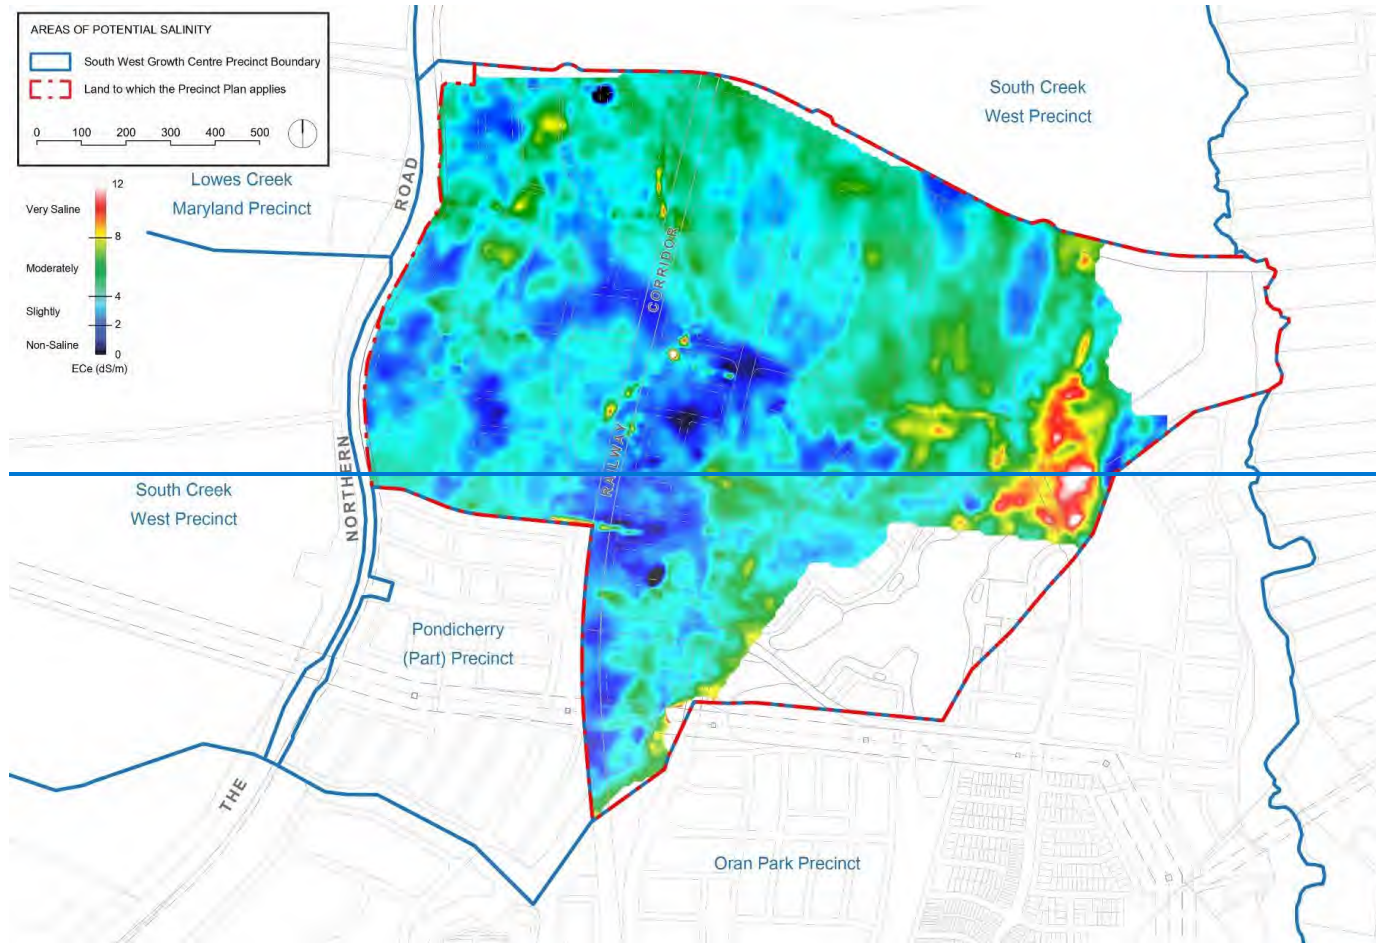 AREAS OF POTENTIAL SALINITY
South West Growth Centre Precinct Boundary
Land to which the Precinct Plan applies
0 100 200 300 400 500
Lowes Creek
Maryland Precinct
ROAD
South Creek
West Precinct
12
Very Saline
8
Moderately
4
Slightly
2
Non-Saline
0
ECe (dS/m)
CORRIDOR
RAILWAY
NORTHERN
South Creek
West Precinct
Pondicherry
(Part) Precinct
THE
Oran Park Precinct